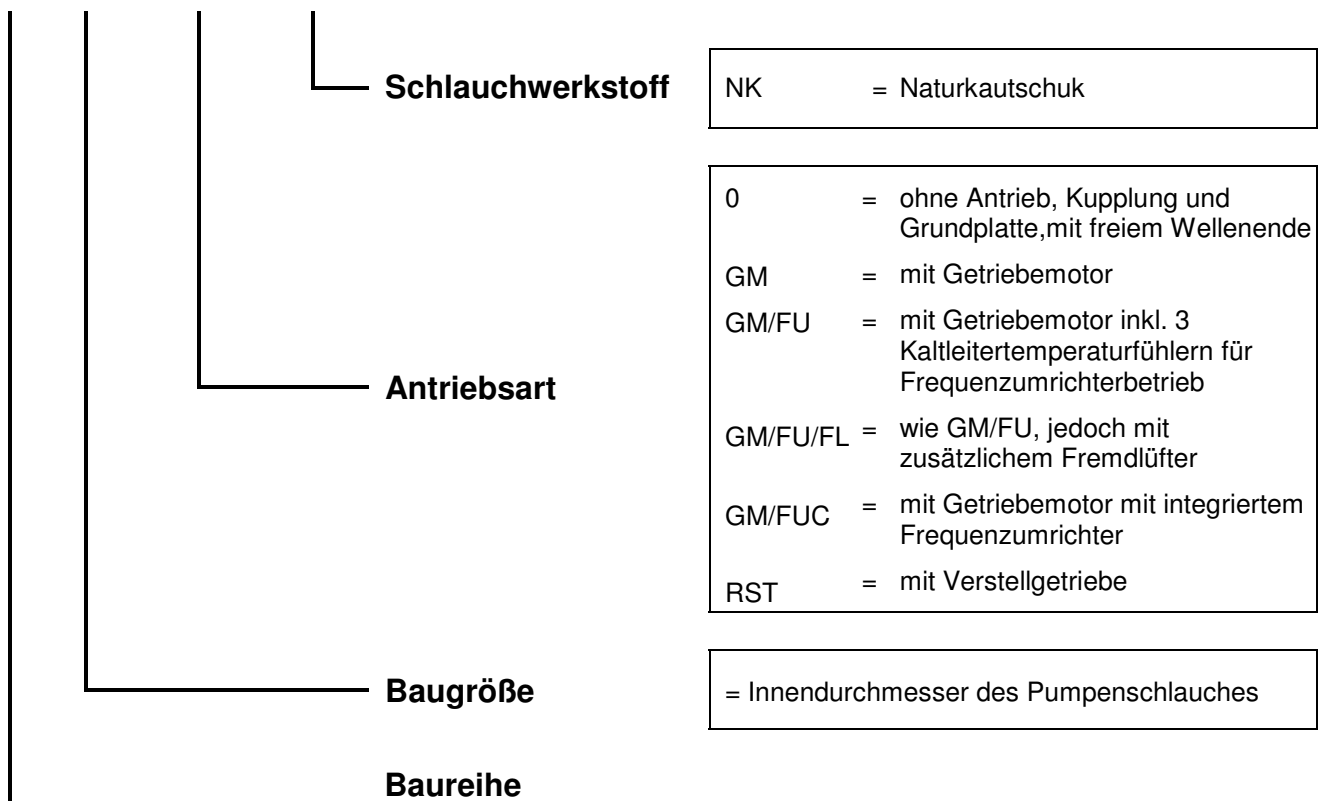 Schlauchwerkstoff
NK = Naturkautschuk
0 = ohne Antrieb, Kupplung und
Grundplatte,mit freiem Wellenende
GM = mit Getriebemotor
GM/FU = mit Getriebemotor inkl. 3
Kaltleitertemperaturfühlern für
Frequenzumrichterbetrieb
Antriebsart
GM/FU/FL = wie GM/FU, jedoch mit
zusätzlichem Fremdlüfter
GM/FUC = mit Getriebemotor mit integriertem
Frequenzumrichter
RST = mit Verstellgetriebe
Baugröße
= Innendurchmesser des Pumpenschlauches
Baureihe